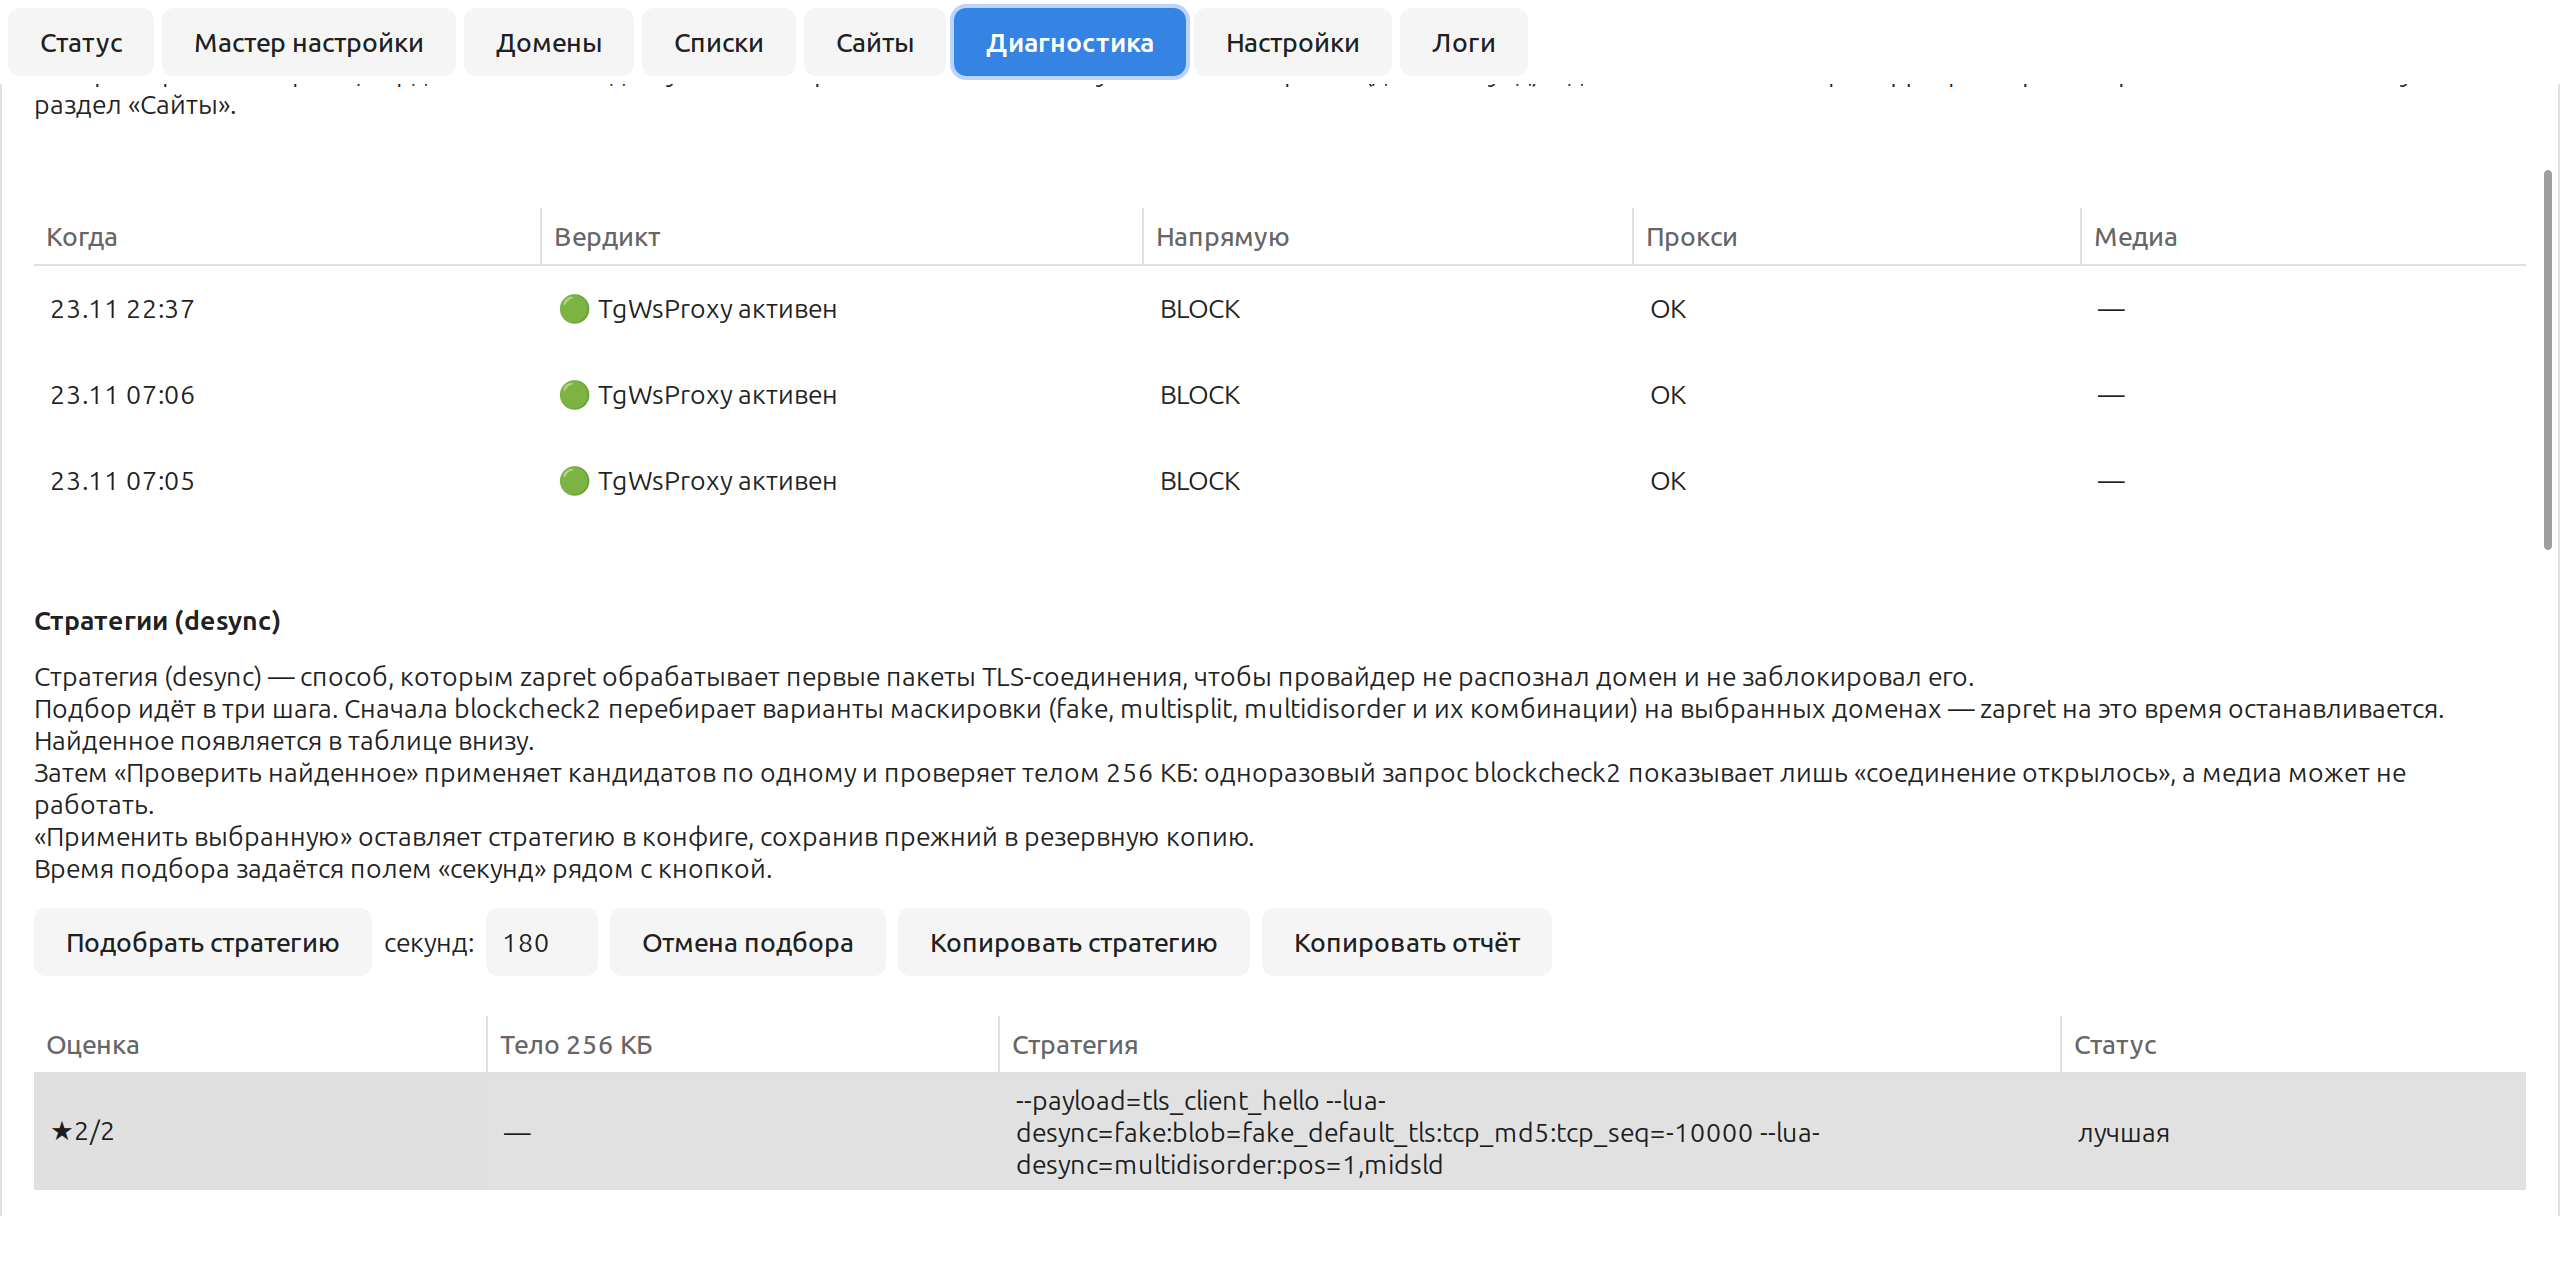 Статус
Мастер настройки
Домены
Списки
Сайты
Диагностика
Настройки
Логи
раздел «Сайты».
Когда
Вердикт
Напрямую
Прокси
Медиа
23.11 22:37
TgWsProxy активен
BLOCK
OK
—
23.11 07:06
TgWsProxy активен
BLOCK
OK
—
23.11 07:05
TgWsProxy активен
BLOCK
OK
—
Стратегии (desync)
Стратегия (desync) — способ, которым zapret обрабатывает первые пакеты TLS-соединения, чтобы провайдер не распознал домен и не заблокировал его.
Подбор идёт в три шага. Сначала blockcheck2 перебирает варианты маскировки (fake, multisplit, multidisorder и их комбинации) на выбранных доменах — zapret на это время останавливается.
Найденное появляется в таблице внизу.
Затем «Проверить найденное» применяет кандидатов по одному и проверяет телом 256 КБ: одноразовый запрос blockcheck2 показывает лишь «соединение открылось», а медиа может не
работать.
«Применить выбранную» оставляет стратегию в конфиге, сохранив прежний в резервную копию.
Время подбора задаётся полем «секунд» рядом с кнопкой.
Подобрать стратегию
секунд:
180
Отмена подбора
Копировать стратегию
Копировать отчёт
Оценка
Тело 256 КБ
Стратегия
Статус
★2/2
—
--payload=tls_client_hello --lua-
desync=fake:blob=fake_default_tls:tcp_md5:tcp_seq=-10000 --lua-
desync=multidisorder:pos=1,midsld
лучшая